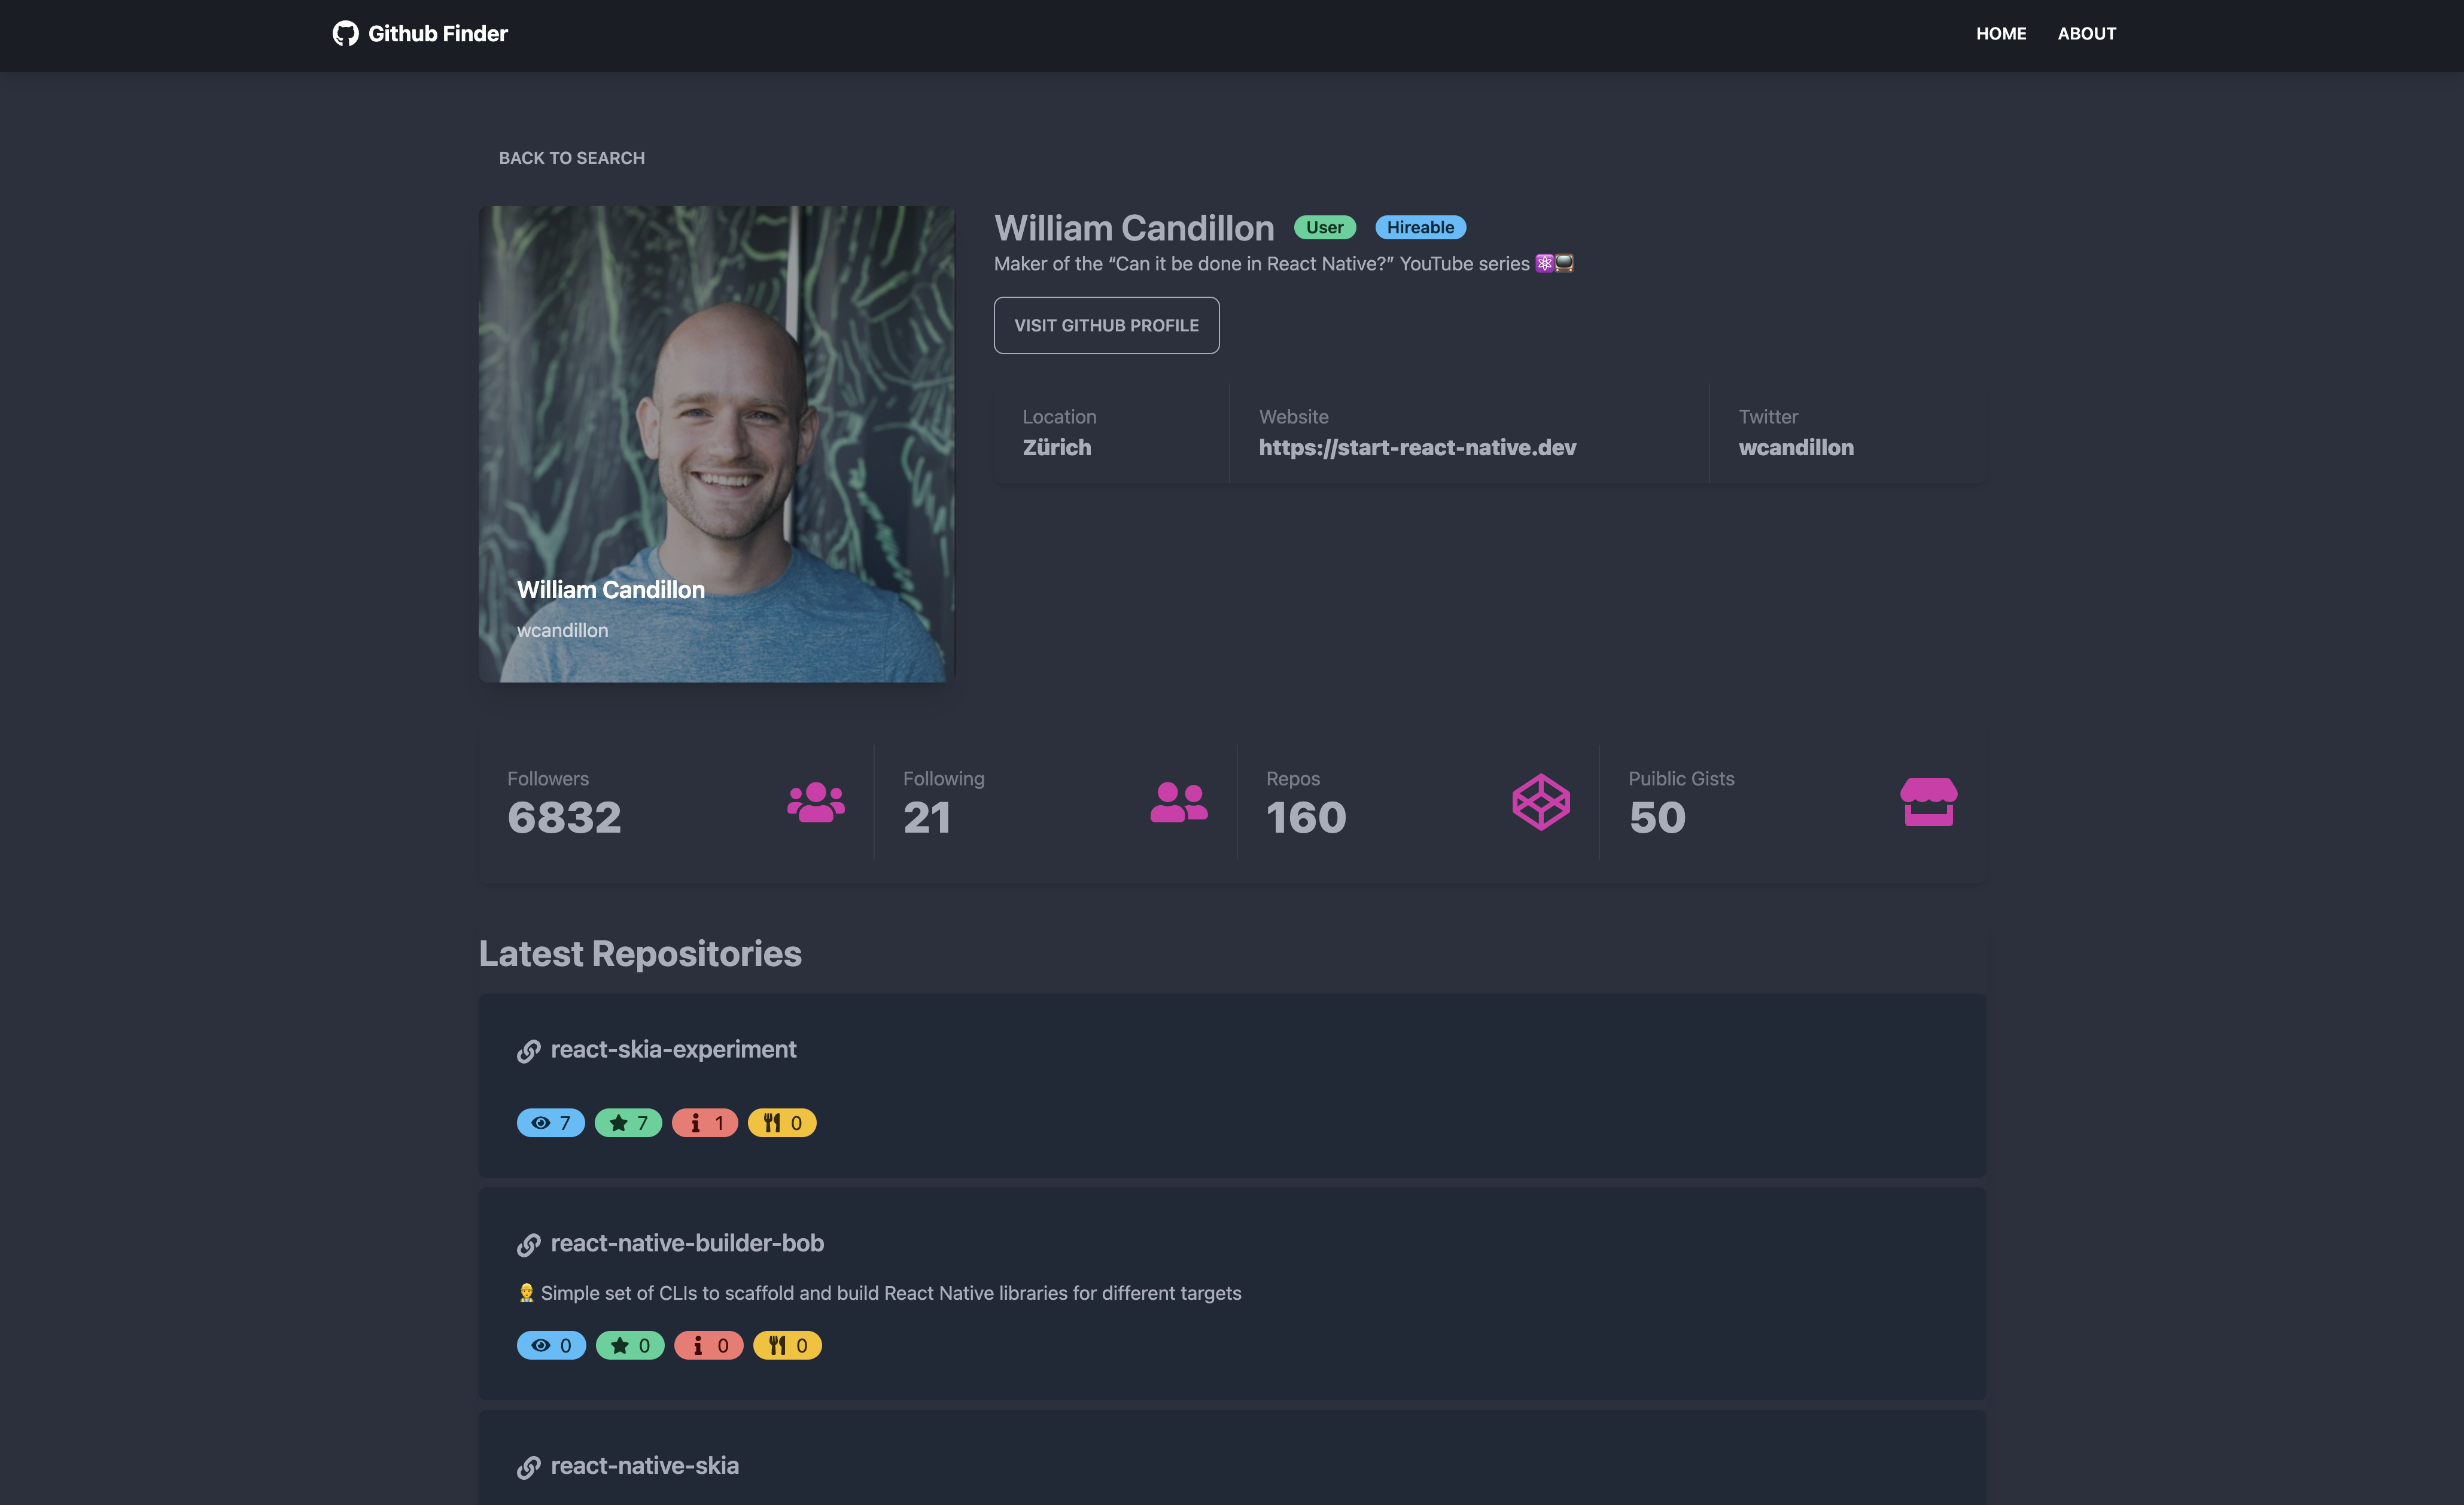 Github Finder
HOME ABOUT
BACK TO SEARCH
William Candillon User Hireable
Maker of the “Can it be done in React Native?” YouTube series ⚛️📺
VISIT GITHUB PROFILE
Location Website Twitter
Zürich https://start-react-native.dev wcandillon
William Candillon
wcandillon
Followers Following Repos Puiblic Gists
6832 21 160 50
Latest Repositories
react-skia-experiment
7 7 1 0
react-native-builder-bob
👷‍♂️ Simple set of CLIs to scaffold and build React Native libraries for different targets
0 0 0 0
react-native-skia